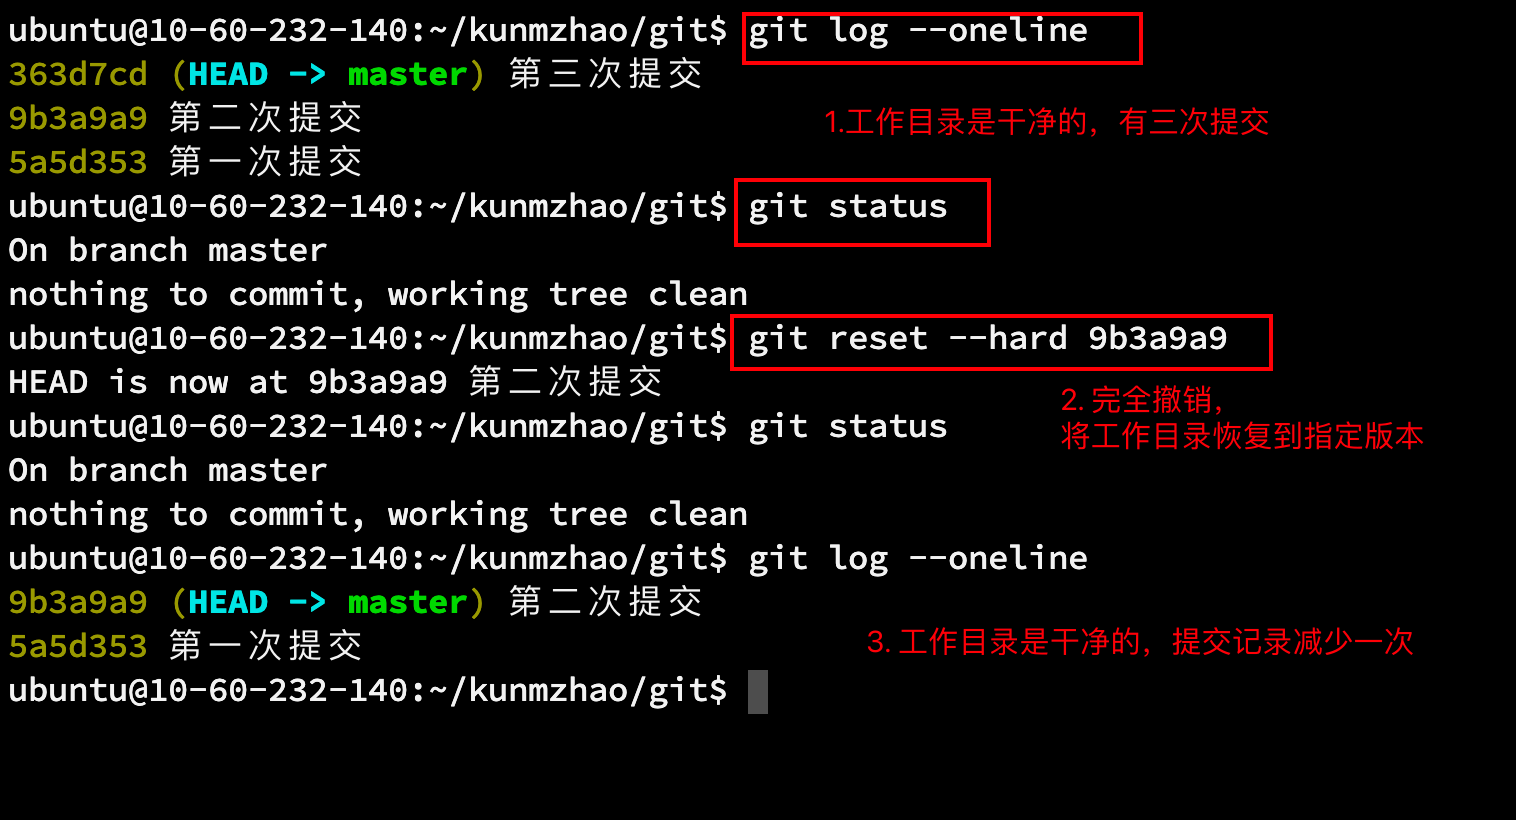 ubuntu@10-60-232-140:~/kunmzhao/git$ git log --oneline
363d7cd (HEAD -> master) 第三次提交
9b3a9a9 第二次提交
1.工作目录是干净的，有三次提交
5a5d353 第一次提交
ubuntu@10-60-232-140:~/kunmzhao/git$ git status
On branch master
nothing to commit, working tree clean
ubuntu@10-60-232-140:~/kunmzhao/git$ git reset --hard 9b3a9a9
HEAD is now at 9b3a9a9 第二次提交
2. 完全撤销，
将工作目录恢复到指定版本
ubuntu@10-60-232-140:~/kunmzhao/git$ git status
On branch master
nothing to commit, working tree clean
ubuntu@10-60-232-140:~/kunmzhao/git$ git log --oneline
9b3a9a9 (HEAD -> master) 第二次提交
5a5d353 第一次提交
3. 工作目录是干净的，提交记录减少一次
ubuntu@10-60-232-140:~/kunmzhao/git$